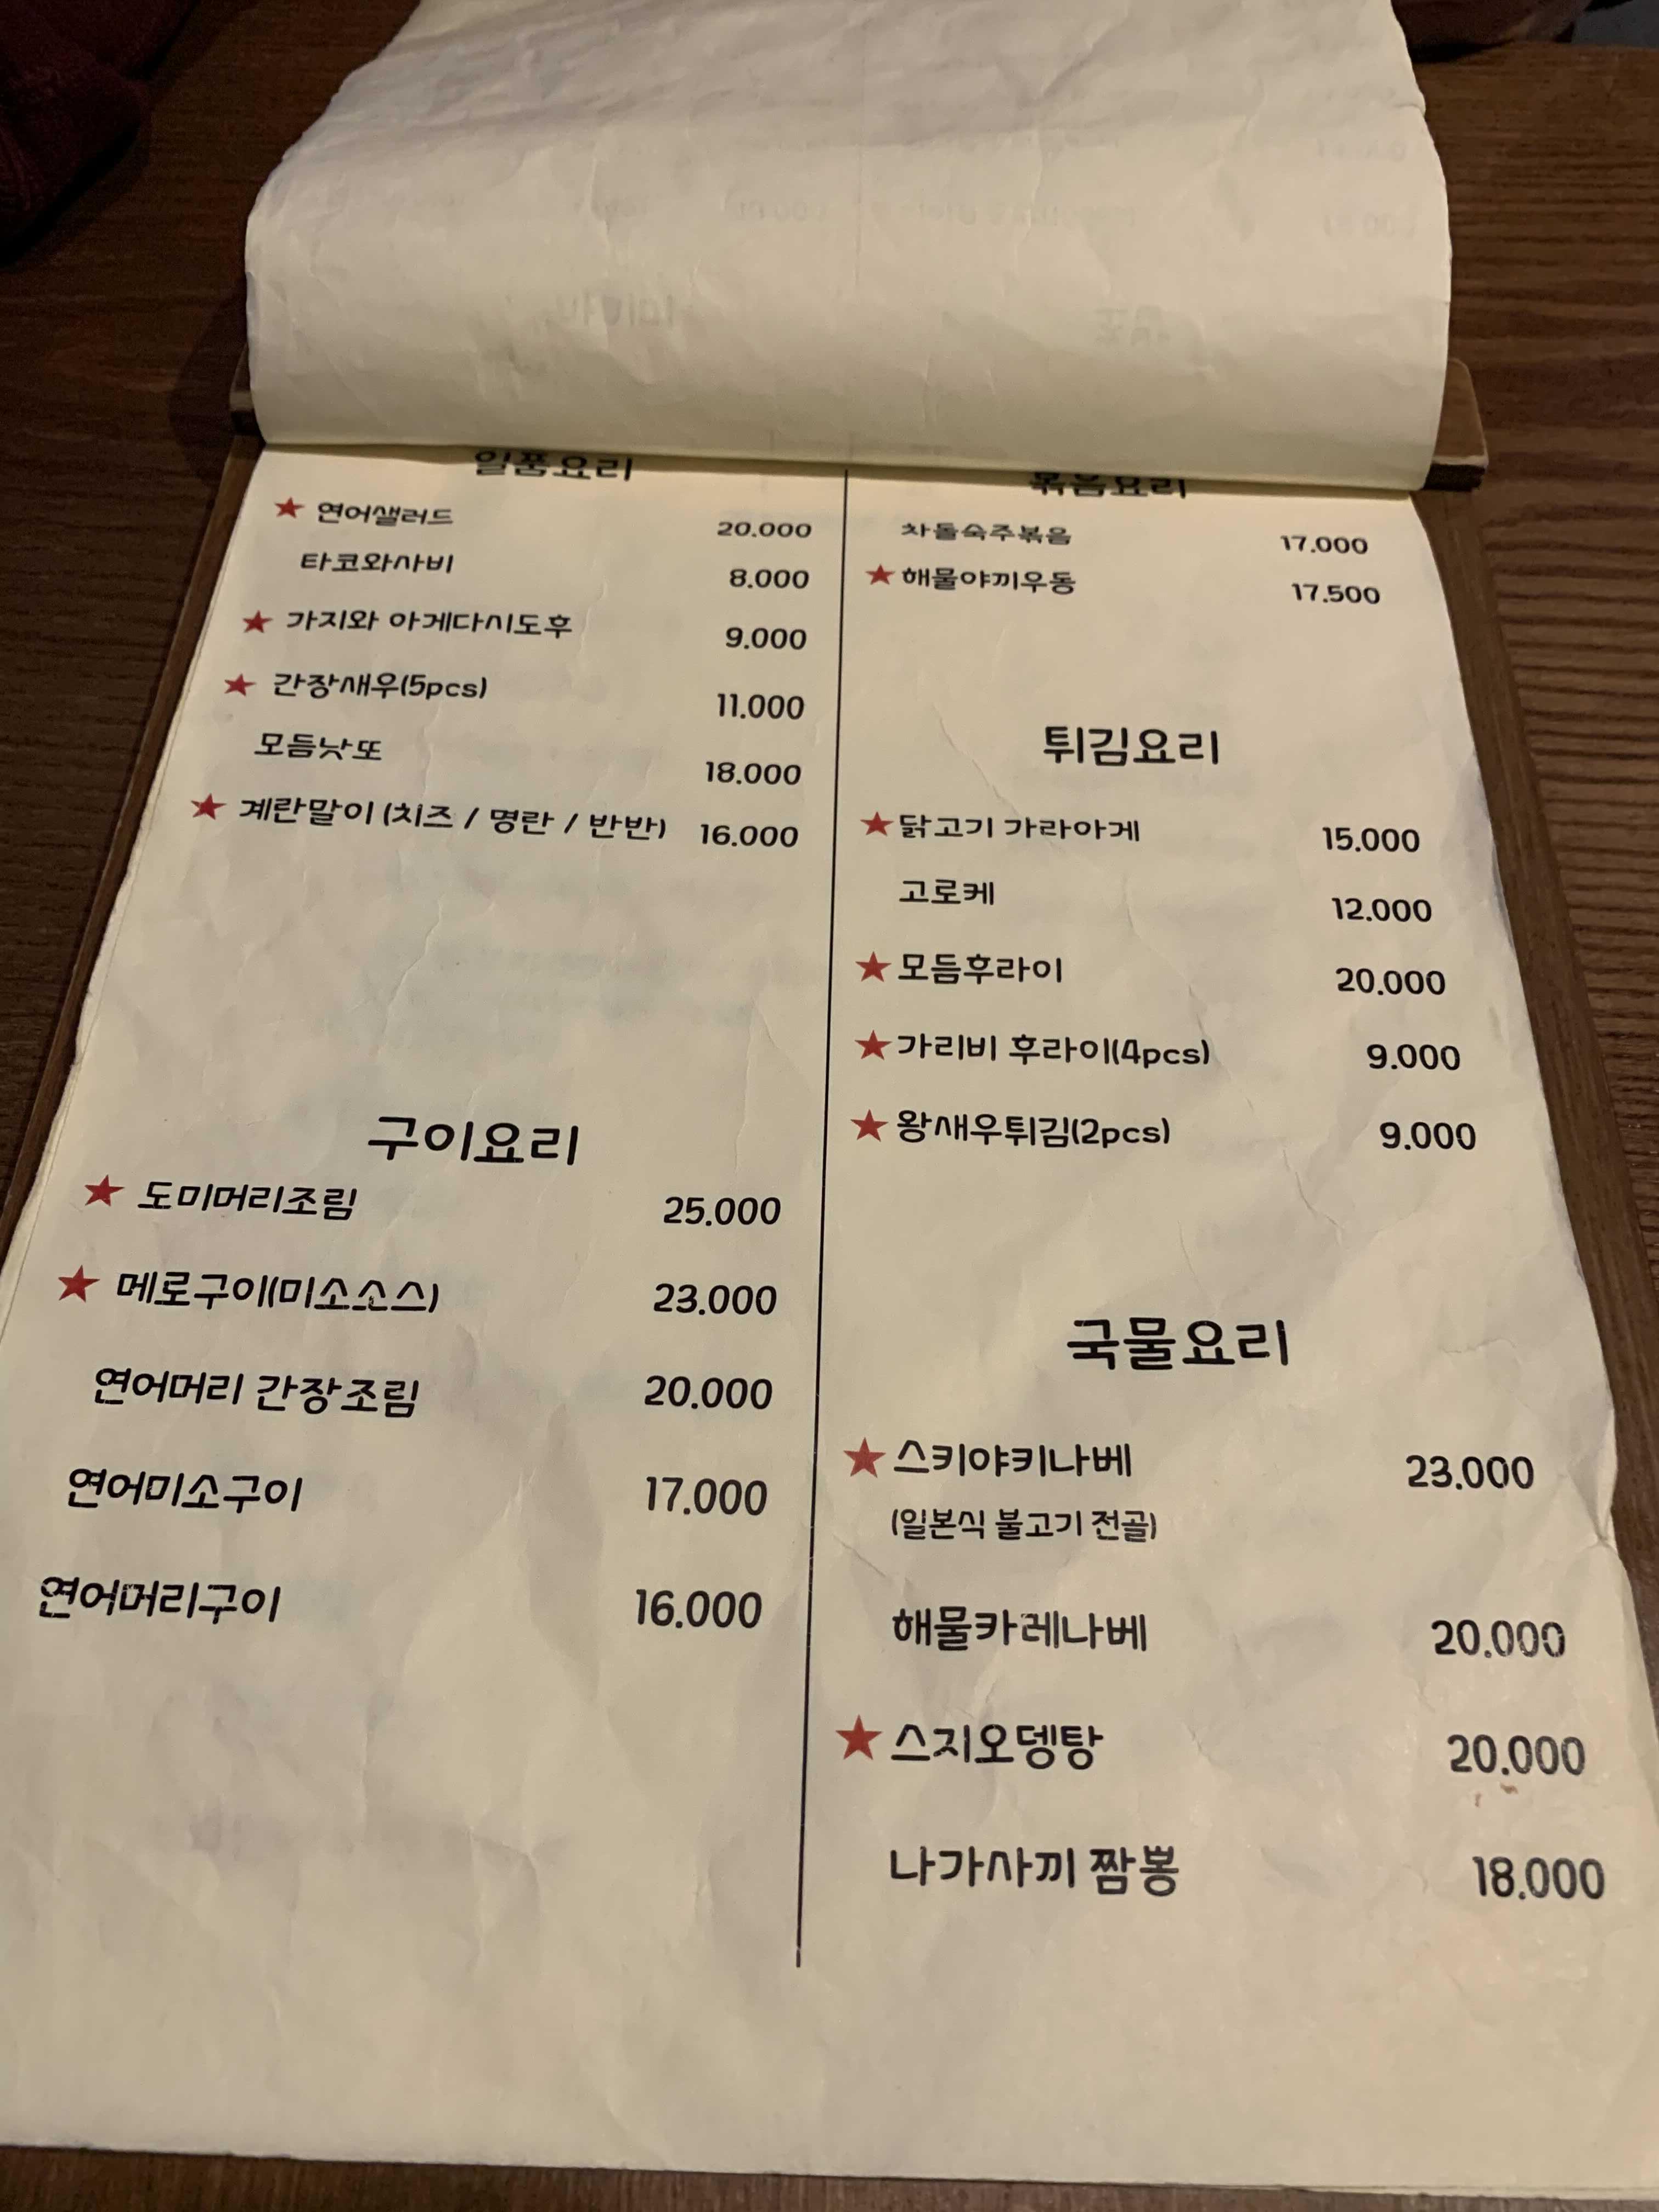 일품요리
★ 연어샐러드 20.000
타코와사비 8.000
★ 가지와 아게다시도후 9.000
★ 간장새우(5pcs) 11.000
모듬낫또 18.000
★ 계란말이 (치즈 / 명란 / 반반) 16.000
구이요리
★ 도미머리조림 25.000
★ 메로구이(미소소스) 23.000
연어머리 간장조림 20.000
연어미소구이 17.000
연어머리구이 16.000
볶음요리
차돌숙주볶음 17.000
★ 해물야끼우동 17.500
튀김요리
★ 닭고기 가라아게 15.000
고로케 12.000
★ 모듬후라이 20.000
★ 가리비 후라이(4pcs) 9.000
★ 왕새우튀김(2pcs) 9.000
국물요리
★ 스키야키나베 23.000
(일본식 불고기 전골)
해물카레나베 20.000
★ 스지오뎅탕 20.000
나가사끼 짬뽕 18.000